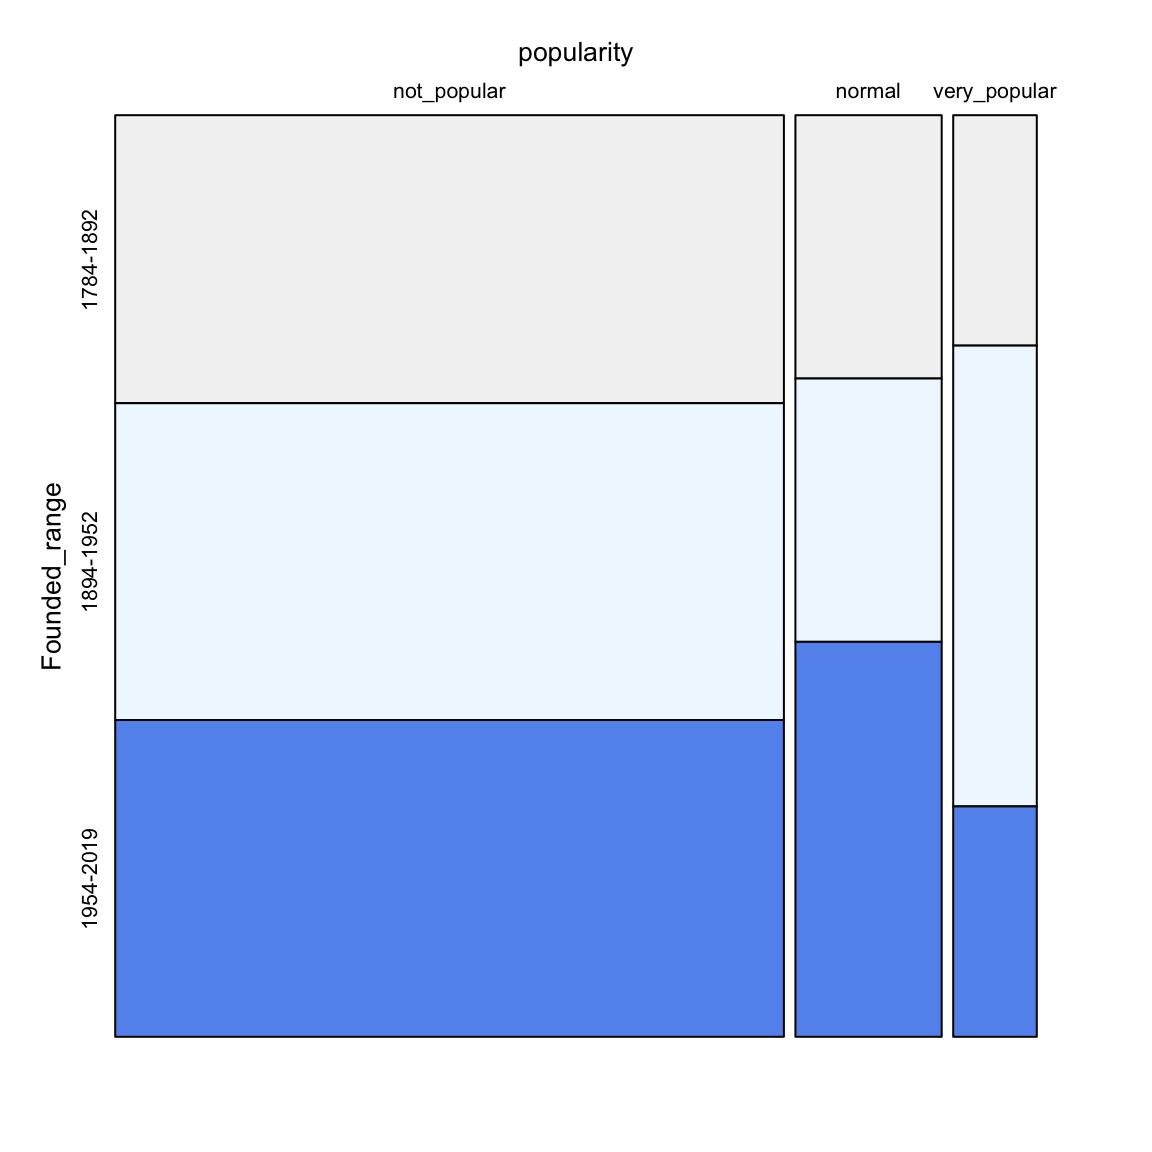 popularity
not_popular
normal
very_popular
Founded_range
1784-1892
1894-1952
1954-2019